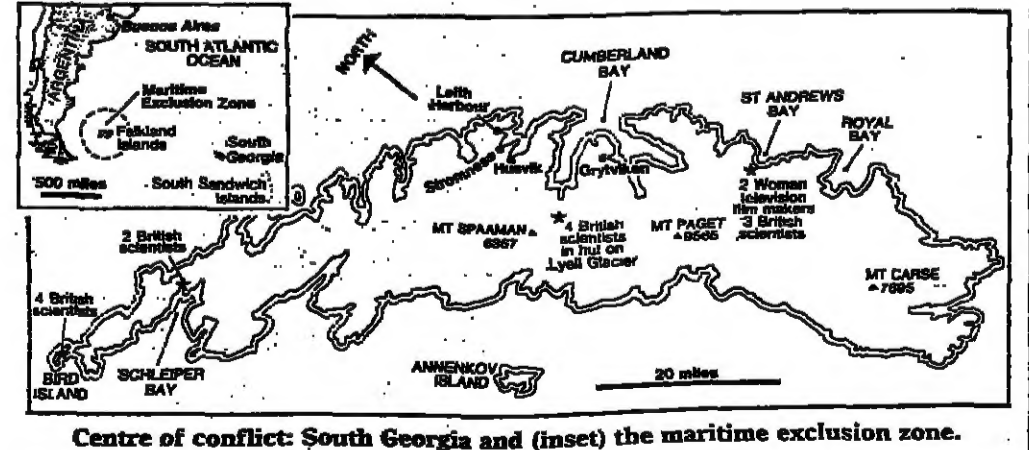 Buenos Aires
ARGENTINA
SOUTH ATLANTIC
OCEAN
Maritime
Exclusion Zone
Falkland
Islands
South
Georgia
500 miles
South Sandwich
Islands
NORTH
Leith
Harbour
CUMBERLAND
BAY
ST ANDREWS
BAY
ROYAL
BAY
Stromness
Husvik
Grytviken
2 Woman
television
film makers
3 British
scientists
MT SPAAMAN
6367
4 British
scientists
in hut on
Lyell Glacier
MT PAGET
9565
MT CARSE
7695
2 British
scientists
4 British
scientists
BIRD
ISLAND
SCHLEIPER
BAY
ANNENKOV
ISLAND
20 miles
Centre of conflict: South Georgia and (inset) the maritime exclusion zone.